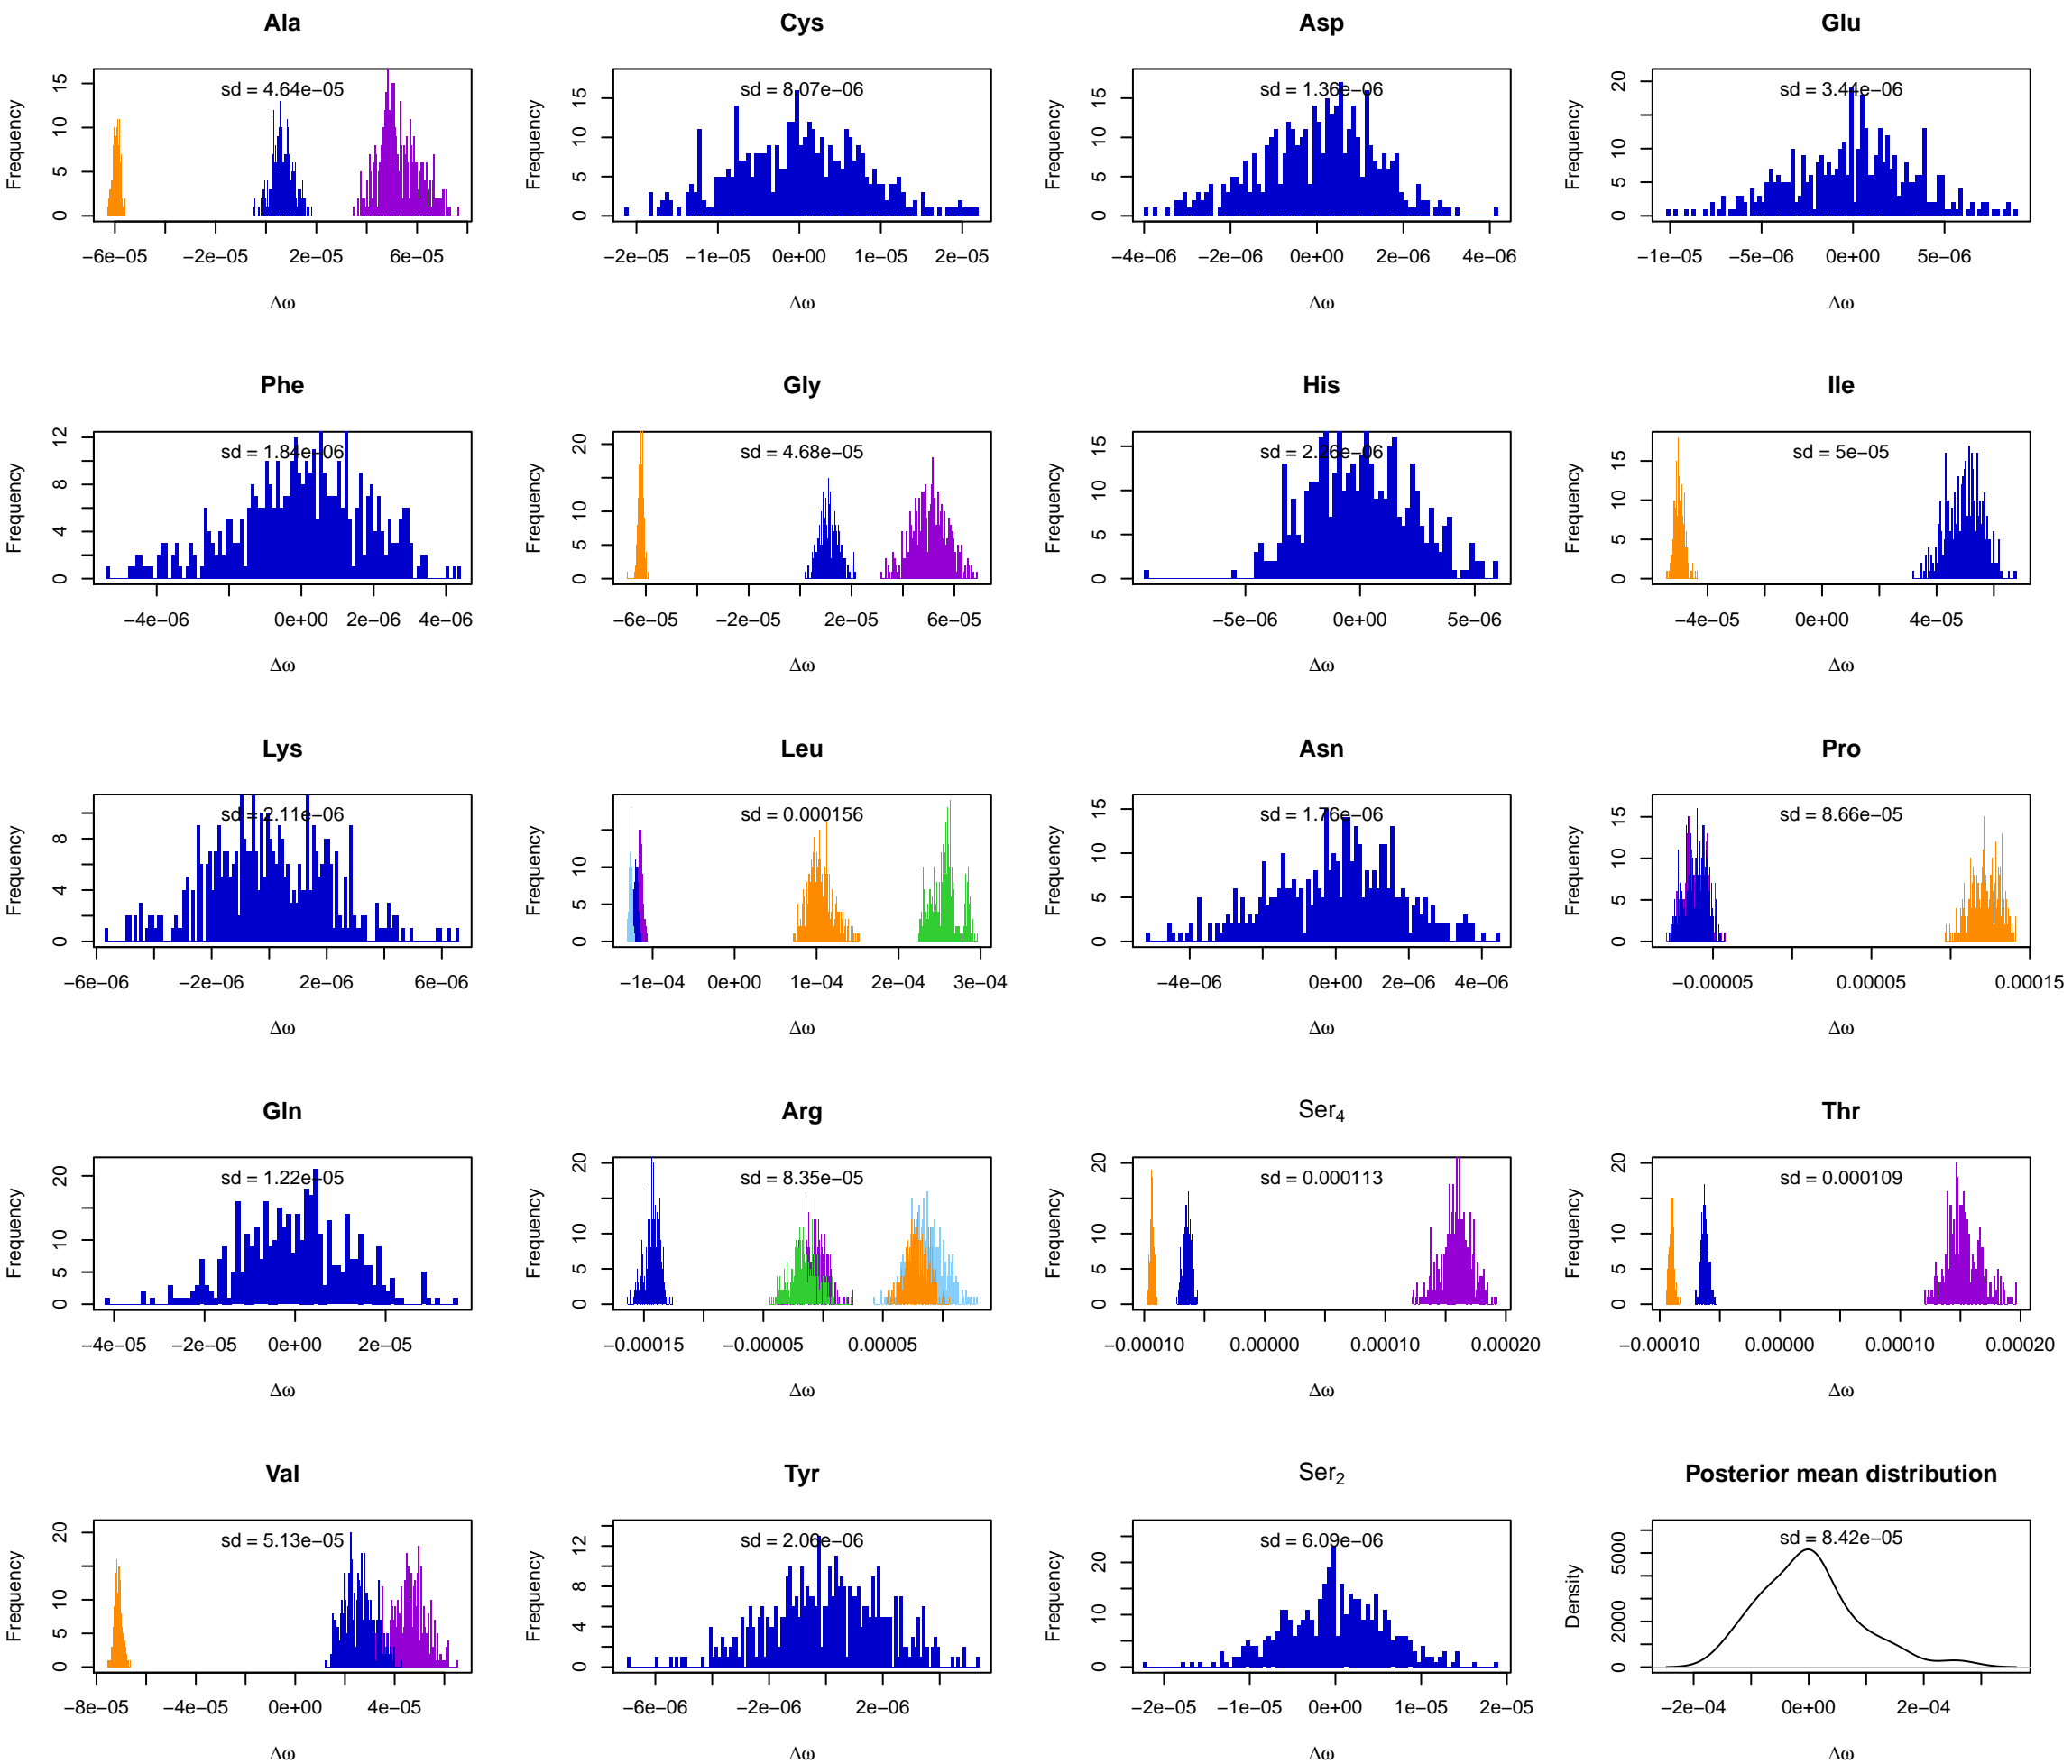 Ala
Frequency
sd = 4.64e−05
0 5 10 15
−6e−05 −2e−05 2e−05 6e−05
Δω
Cys
Frequency
sd = 8.07e−06
0 5 10 15
−2e−05 −1e−05 0e+00 1e−05 2e−05
Δω
Asp
Frequency
sd = 1.36e−06
0 5 10 15
−4e−06 −2e−06 0e+00 2e−06 4e−06
Δω
Glu
Frequency
sd = 3.44e−06
0 5 10 20
−1e−05 −5e−06 0e+00 5e−06
Δω
Phe
Frequency
sd = 1.84e−06
0 4 8 12
−4e−06 0e+00 2e−06 4e−06
Δω
Gly
Frequency
sd = 4.68e−05
0 5 10 20
−6e−05 −2e−05 2e−05 6e−05
Δω
His
Frequency
sd = 2.26e−06
0 5 10 15
−5e−06 0e+00 5e−06
Δω
Ile
Frequency
sd = 5e−05
0 5 10 15
−4e−05 0e+00 4e−05
Δω
Lys
Frequency
sd = 2.11e−06
0 4 8
−6e−06 −2e−06 2e−06 6e−06
Δω
Leu
Frequency
sd = 0.000156
0 5 10
−1e−04 0e+00 1e−04 2e−04 3e−04
Δω
Asn
Frequency
sd = 1.76e−06
0 5 10 15
−4e−06 0e+00 2e−06 4e−06
Δω
Pro
Frequency
sd = 8.66e−05
0 5 10 15
−0.00005 0.00005 0.00015
Δω
Gln
Frequency
sd = 1.22e−05
0 5 10 20
−4e−05 −2e−05 0e+00 2e−05
Δω
Arg
Frequency
sd = 8.35e−05
0 5 10 20
−0.00015 −0.00005 0.00005
Δω
Ser₄
Frequency
sd = 0.000113
0 5 10 20
−0.00010 0.00000 0.00010 0.00020
Δω
Thr
Frequency
sd = 0.000109
0 5 10 20
−0.00010 0.00000 0.00010 0.00020
Δω
Val
Frequency
sd = 5.13e−05
0 5 10 15 20
−8e−05 −4e−05 0e+00 4e−05
Δω
Tyr
Frequency
sd = 2.06e−06
0 4 8 12
−6e−06 −2e−06 2e−06
Δω
Ser₂
Frequency
sd = 6.09e−06
0 10 20
−2e−05 −1e−05 0e+00 1e−05 2e−05
Δω
Posterior mean distribution
Density
sd = 8.42e−05
0 2000 5000
−2e−04 0e+00 2e−04
Δω